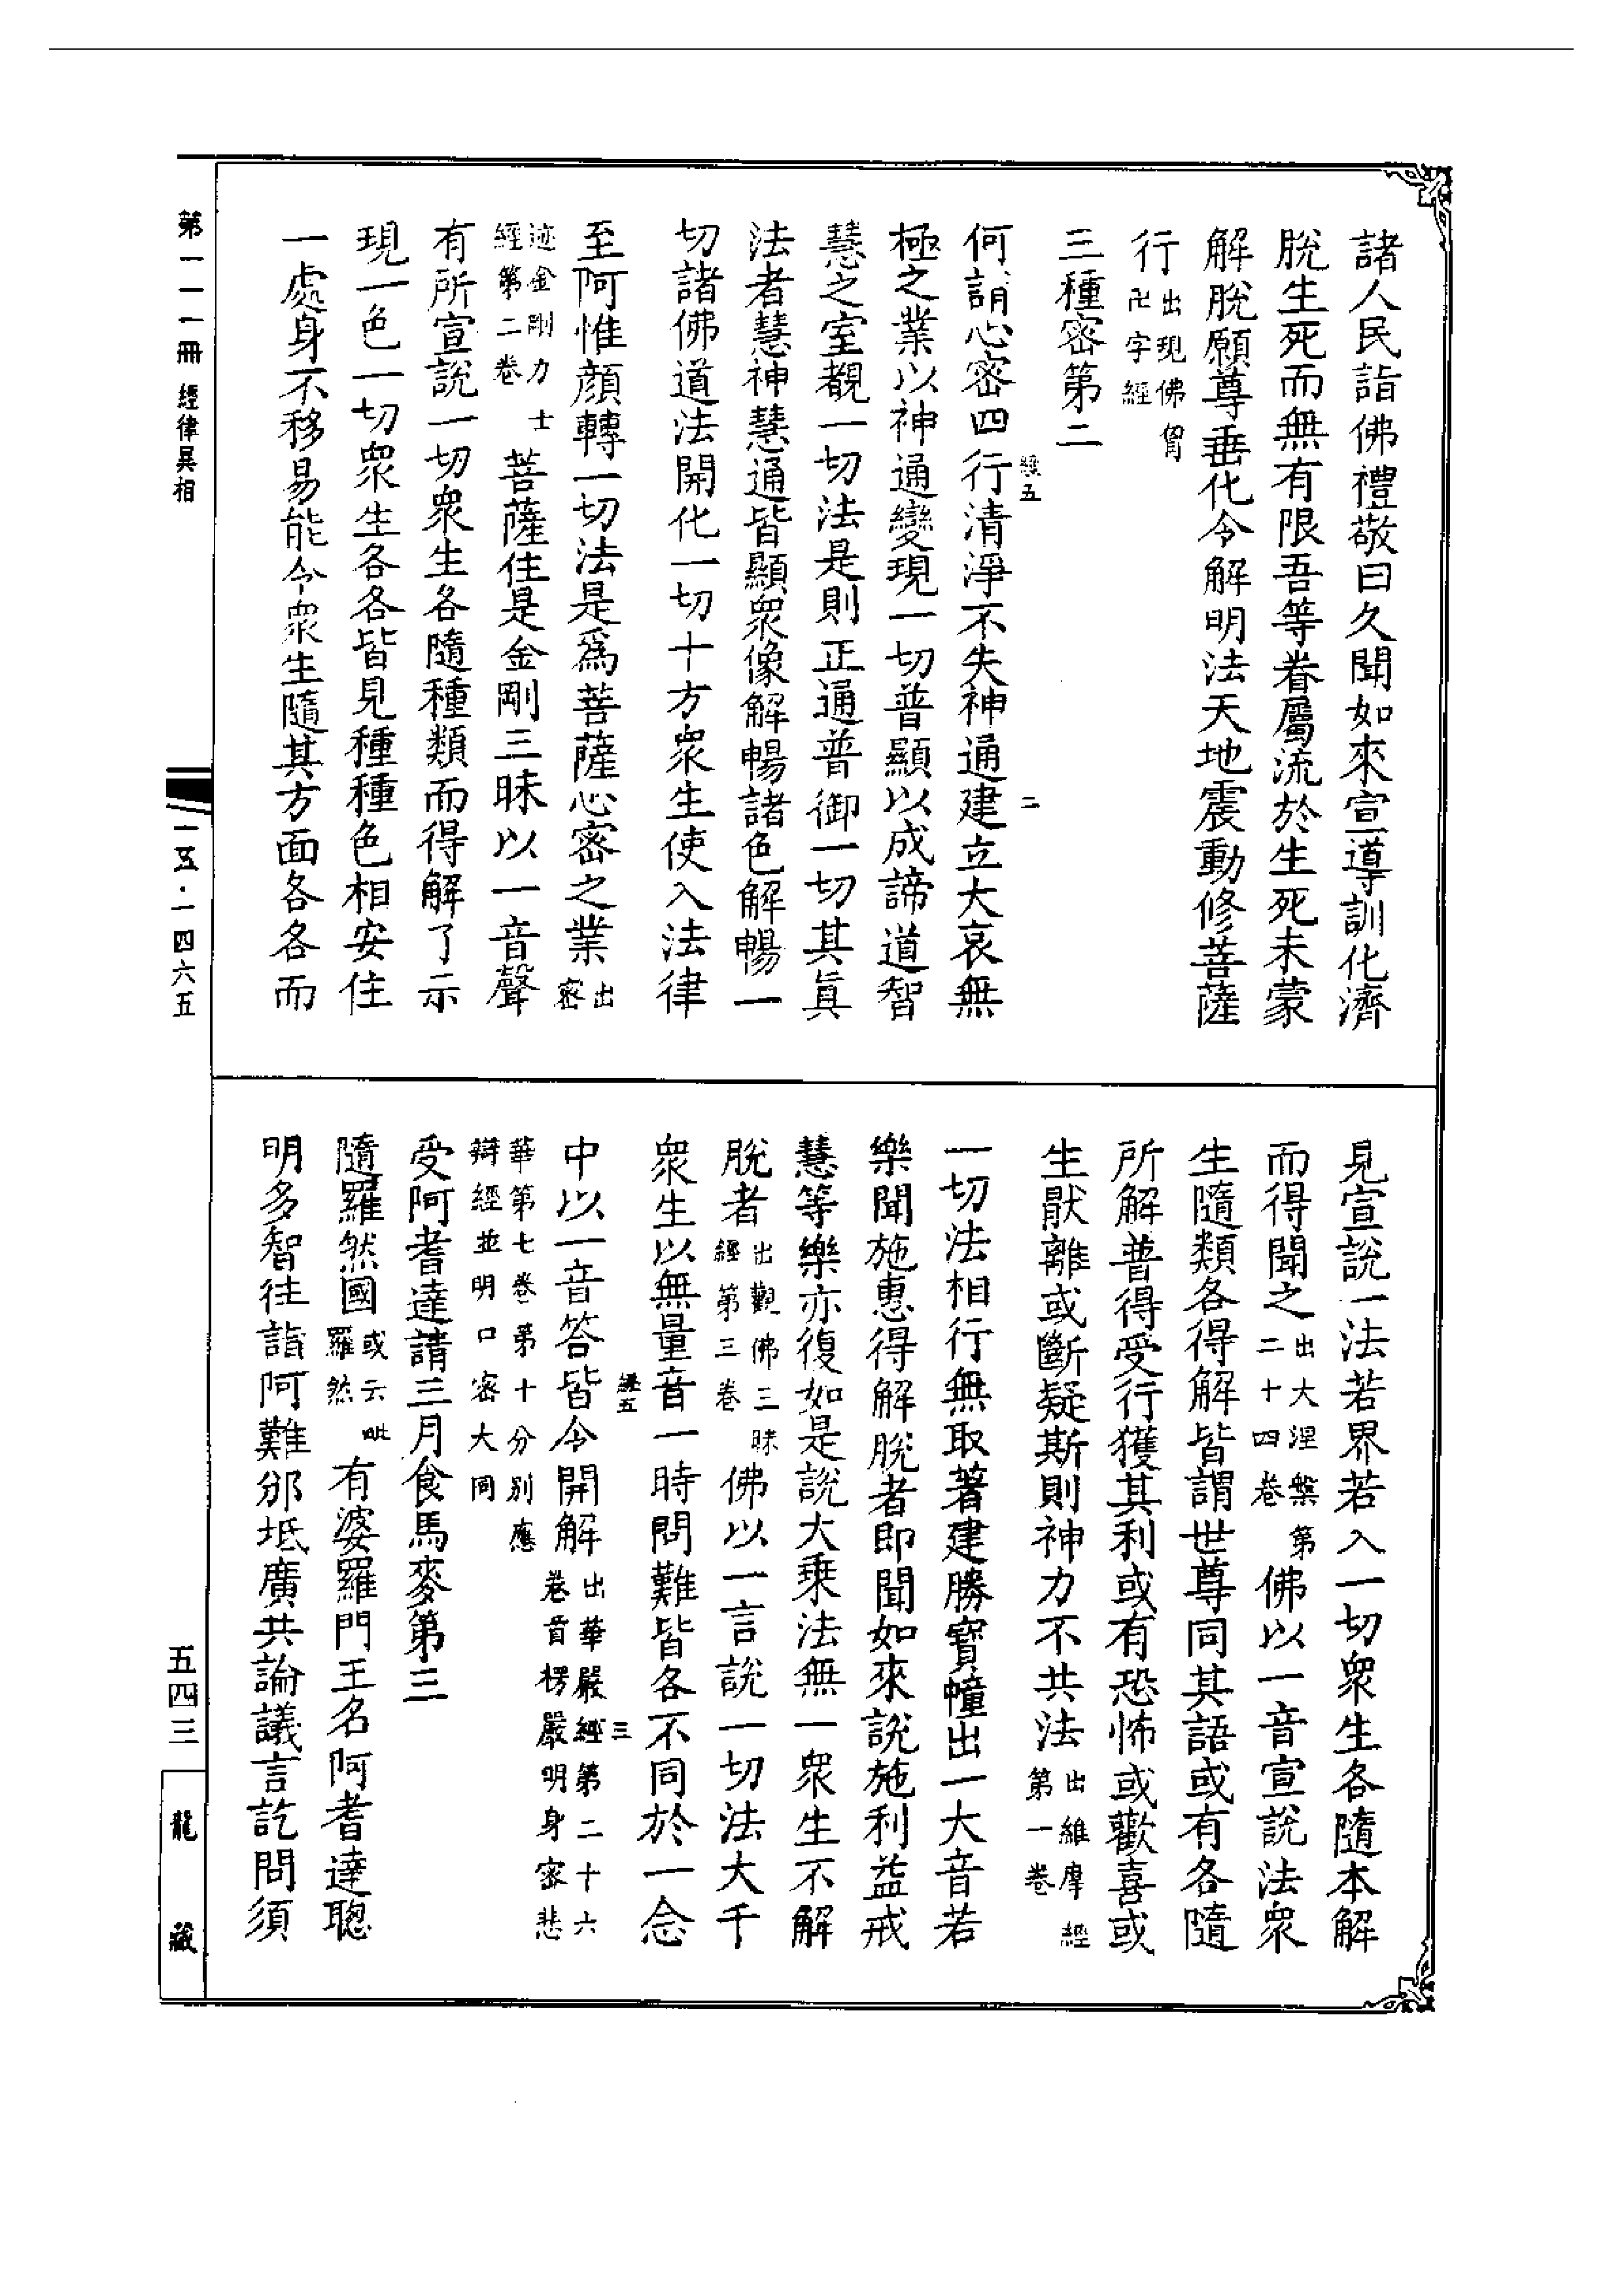 諸人民詣佛禮敬曰久聞如來宣導訓化濟
脫生死而無有限吾等眷屬流於生死未蒙
解脫願尊垂化令解明法天地震動修菩薩
行出現佛胷卍字經
三種密第二
經五
二
何謂心密四行清淨不失神通建立大哀無
極之業以神通變現一切普顯以成諦道智
慧之室覩一切法是則正通普御一切其眞
法者慧神慧通皆顯衆像解暢諸色解暢一
切諸佛道法開化一切十方衆生使入法律
至阿惟顔轉一切法是爲菩薩心密之業出密
迹金剛力士經第二卷菩薩住是金剛三昧以一音聲
有所宣說一切衆生各隨種類而得解了示
現一色一切衆生各各皆見種種色相安住
一處身不移易能令衆生隨其方面各各而
見宣說一法若界若入一切衆生各隨本解
而得聞之出大涅槃第二十四卷佛以一音宣說法衆
生隨類各得解皆謂世尊同其語或有各隨
所解普得受行獲其利或有恐怖或歡喜或
生猒離或斷疑斯則神力不共法出維摩經第一卷
一切法相行無取著建勝寶幢出一大音若
樂聞施惠得解脫者即聞如來說施利益戒
慧等樂亦復如是說大乗法無一衆生不解
脫者出觀佛三昧經第三卷佛以一言說一切法大千
衆生以無量音一時問難皆各不同於一念
經五
三
中以一音答皆令開解出華嚴經第二十六卷首楞嚴明身密悲
華第七卷第十分別應辯經並明口密大同
受阿耆達請三月食馬麥第三
隨羅然國或云毗羅然有婆羅門王名阿耆達聰
明多智往詣阿難邠坻廣共論議言訖問須
第一一一冊 經律異相
一五·一四六五
五四三
龍藏